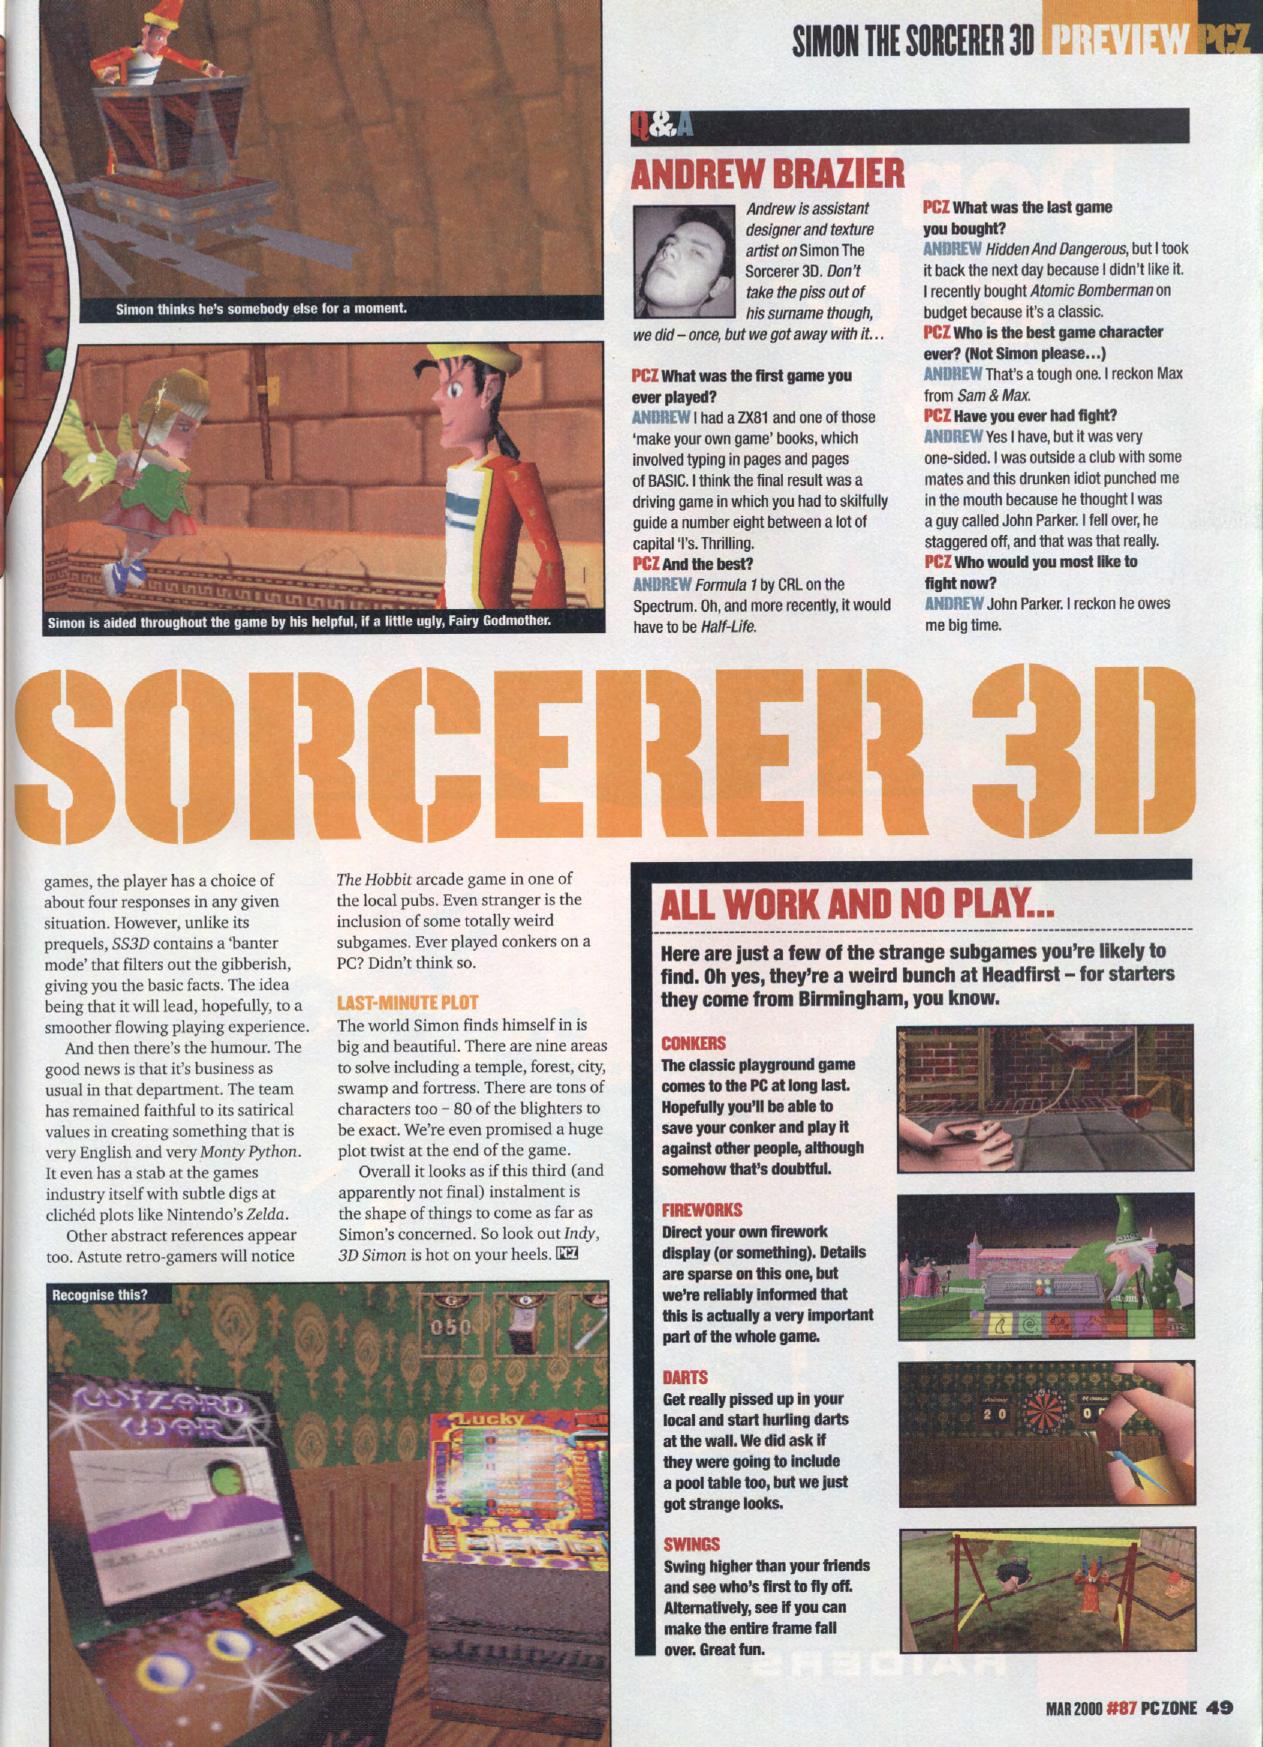 SIMON THE SORCERER 3D PREVIEW PCZ
Simon thinks he's somebody else for a moment.
Simon is aided throughout the game by his helpful, if a little ugly, Fairy Godmother.
Q&A
ANDREW BRAZIER
Andrew is assistant
designer and texture
artist on Simon The
Sorcerer 3D. Don't
take the piss out of
his surname though,
we did – once, but we got away with it...
PCZ What was the first game you
ever played?
ANDREW I had a ZX81 and one of those
'make your own game' books, which
involved typing in pages and pages
of BASIC. I think the final result was a
driving game in which you had to skilfully
guide a number eight between a lot of
capital 'I's. Thrilling.
PCZ And the best?
ANDREW Formula 1 by CRL on the
Spectrum. Oh, and more recently, it would
have to be Half-Life.
PCZ What was the last game
you bought?
ANDREW Hidden And Dangerous, but I took
it back the next day because I didn't like it.
I recently bought Atomic Bomberman on
budget because it's a classic.
PCZ Who is the best game character
ever? (Not Simon please...)
ANDREW That's a tough one. I reckon Max
from Sam & Max.
PCZ Have you ever had fight?
ANDREW Yes I have, but it was very
one-sided. I was outside a club with some
mates and this drunken idiot punched me
in the mouth because he thought I was
a guy called John Parker. I fell over, he
staggered off, and that was that really.
PCZ Who would you most like to
fight now?
ANDREW John Parker. I reckon he owes
me big time.
SORCERER 3D
games, the player has a choice of
about four responses in any given
situation. However, unlike its
prequels, SS3D contains a 'banter
mode' that filters out the gibberish,
giving you the basic facts. The idea
being that it will lead, hopefully, to a
smoother flowing playing experience.
And then there's the humour. The
good news is that it's business as
usual in that department. The team
has remained faithful to its satirical
values in creating something that is
very English and very Monty Python.
It even has a stab at the games
industry itself with subtle digs at
clichéd plots like Nintendo's Zelda.
Other abstract references appear
too. Astute retro-gamers will notice
The Hobbit arcade game in one of
the local pubs. Even stranger is the
inclusion of some totally weird
subgames. Ever played conkers on a
PC? Didn't think so.
LAST-MINUTE PLOT
The world Simon finds himself in is
big and beautiful. There are nine areas
to solve including a temple, forest, city,
swamp and fortress. There are tons of
characters too – 80 of the blighters to
be exact. We're even promised a huge
plot twist at the end of the game.
Overall it looks as if this third (and
apparently not final) instalment is
the shape of things to come as far as
Simon's concerned. So look out Indy,
3D Simon is hot on your heels. PCZ
Recognise this?
050
WIZARD
WAR
Lucky
ALL WORK AND NO PLAY...
Here are just a few of the strange subgames you're likely to
find. Oh yes, they're a weird bunch at Headfirst – for starters
they come from Birmingham, you know.
CONKERS
The classic playground game
comes to the PC at long last.
Hopefully you'll be able to
save your conker and play it
against other people, although
somehow that's doubtful.
FIREWORKS
Direct your own firework
display (or something). Details
are sparse on this one, but
we're reliably informed that
this is actually a very important
part of the whole game.
DARTS
Get really pissed up in your
local and start hurling darts
at the wall. We did ask if
they were going to include
a pool table too, but we just
got strange looks.
20
SWINGS
Swing higher than your friends
and see who's first to fly off.
Alternatively, see if you can
make the entire frame fall
over. Great fun.
MAR 2000 #87 PC ZONE 49